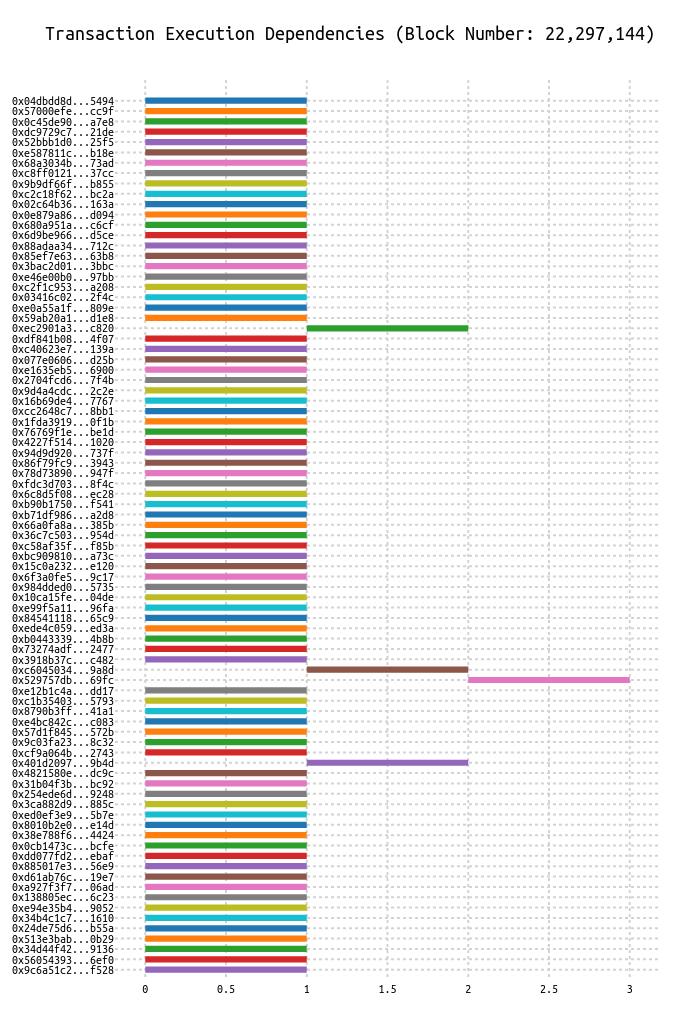 Transaction Execution Dependencies (Block Number: 22,297,144)
0x04dbdd8d...5494
0x57000efe...cc9f
0x0c45de90...a7e8
0xdc9729c7...21de
0x52bbb1d0...25f5
0xe587811c...b18e
0x68a3034b...73ad
0xc8ff0121...37cc
0x9b9df66f...b855
0xc2c18f62...bc2a
0x02c64b36...163a
0x0e879a86...d094
0x680a951a...c6cf
0x6d9be966...d5ce
0x88adaa34...712c
0x85ef7e63...63b8
0x3bac2d01...3bbc
0xe46e00b0...97bb
0xc2f1c953...a208
0x03416c02...2f4c
0xe0a55a1f...809e
0x59ab20a1...d1e8
0xec2901a3...c820
0xdf841b08...4f07
0xc40623e7...139a
0x077e0606...d25b
0xe1635eb5...6900
0x2704fcd6...7f4b
0x9d4a4cdc...2c2e
0x16b69de4...7767
0xcc2648c7...8bb1
0x1fda3919...0f1b
0x76769f1e...be1d
0x4227f514...1020
0x94d9d920...737f
0x86f79fc9...3943
0x78d73890...947f
0xfdc3d703...8f4c
0x6c8d5f08...ec28
0xb90b1750...f541
0xb71df986...a2d8
0x66a0fa8a...385b
0x36c7c503...954d
0xc58af35f...f85b
0xbc909810...a73c
0x15c0a232...e120
0x6f3a0fe5...9c17
0x984dded0...5735
0x10ca15fe...04de
0xe99f5a11...96fa
0x84541118...65c9
0xede4c059...ed3a
0xb0443339...4b8b
0x73274adf...2477
0x3918b37c...c482
0xc6045034...9a8d
0x529757db...69fc
0xe12b1c4a...dd17
0xc1b35403...5793
0x8790b3ff...41a1
0xe4bc842c...c083
0x57d1f845...572b
0x9c03fa23...8c32
0xcf9a064b...2743
0x401d2097...9b4d
0x4821580e...dc9c
0x31b04f3b...bc92
0x254ede6d...9248
0x3ca882d9...885c
0xed0ef3e9...5b7e
0x8010b2e0...e14d
0x38e788f6...4424
0x0cb1473c...bcfe
0xdd077fd2...ebaf
0x885017e3...56e9
0xd61ab76c...19e7
0xa927f3f7...06ad
0x138805ec...6c23
0xe94e35b4...9052
0x34b4c1c7...1610
0x24de75d6...b55a
0x513e3bab...0b29
0x34d44f42...9136
0x56054393...6ef0
0x9c6a51c2...f528
0 0.5 1 1.5 2 2.5 3